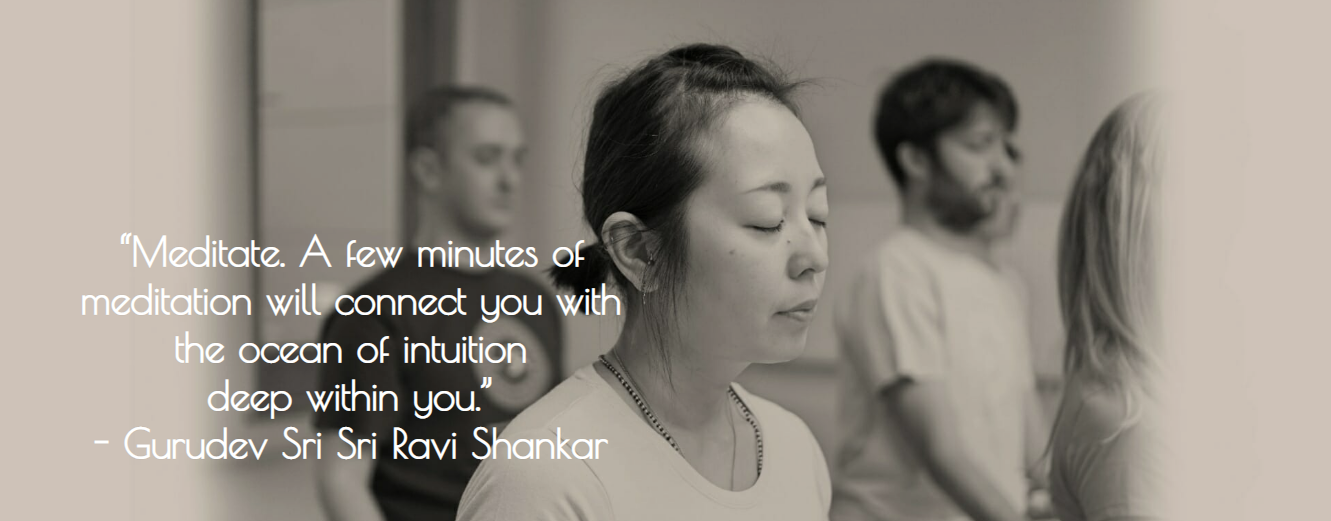 “Meditate. A few minutes of
meditation will connect you with
the ocean of intuition
deep within you.”
- Gurudev Sri Sri Ravi Shankar